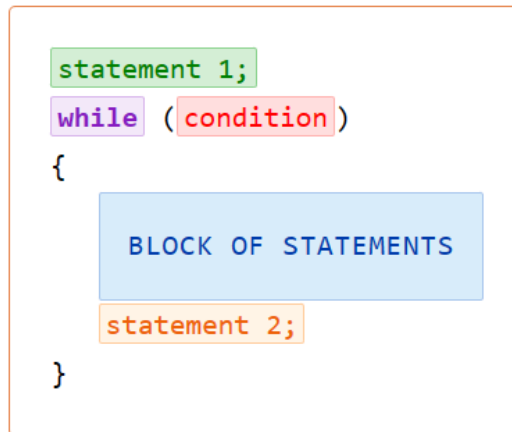 statement 1;
while (condition)
{
BLOCK OF STATEMENTS
statement 2;
}